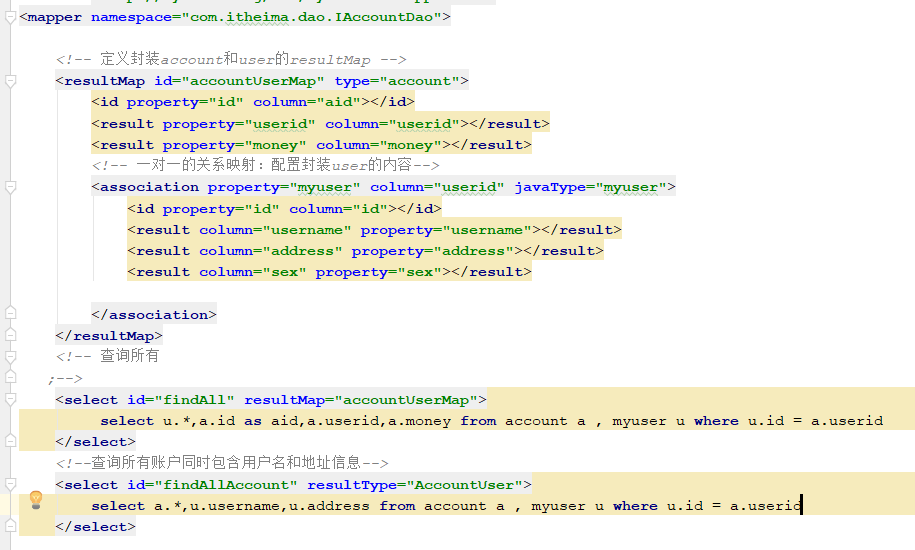 <mapper namespace="com.itheima.dao.IAccountDao">
<!-- 定义封装account和user的resultMap -->
<resultMap id="accountUserMap" type="account">
<id property="id" column="aid"></id>
<result property="userid" column="userid"></result>
<result property="money" column="money"></result>
<!-- 一对一的关系映射：配置封装user的内容-->
<association property="myuser" column="userid" javaType="myuser">
<id property="id" column="id"></id>
<result column="username" property="username"></result>
<result column="address" property="address"></result>
<result column="sex" property="sex"></result>
</association>
</resultMap>
<!-- 查询所有
;-->
<select id="findAll" resultMap="accountUserMap">
select u.*,a.id as aid,a.userid,a.money from account a , myuser u where u.id = a.userid
</select>
<!--查询所有账户同时包含用户名和地址信息-->
<select id="findAllAccount" resultType="AccountUser">
select a.*,u.username,u.address from account a , myuser u where u.id = a.userid
</select>